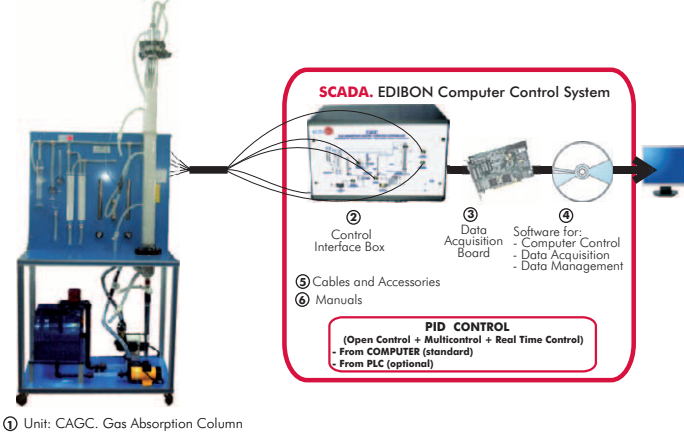 SCADA. EDIBON Computer Control System
2
Control
Interface Box
3
Data
Acquisition
Board
4
Software for:
- Computer Control
- Data Acquisition
- Data Management
5 Cables and Accessories
6 Manuals
PID CONTROL
(Open Control + Multicontrol + Real Time Control)
- From COMPUTER (standard)
- From PLC (optional)
1 Unit: CAGC. Gas Absorption Column